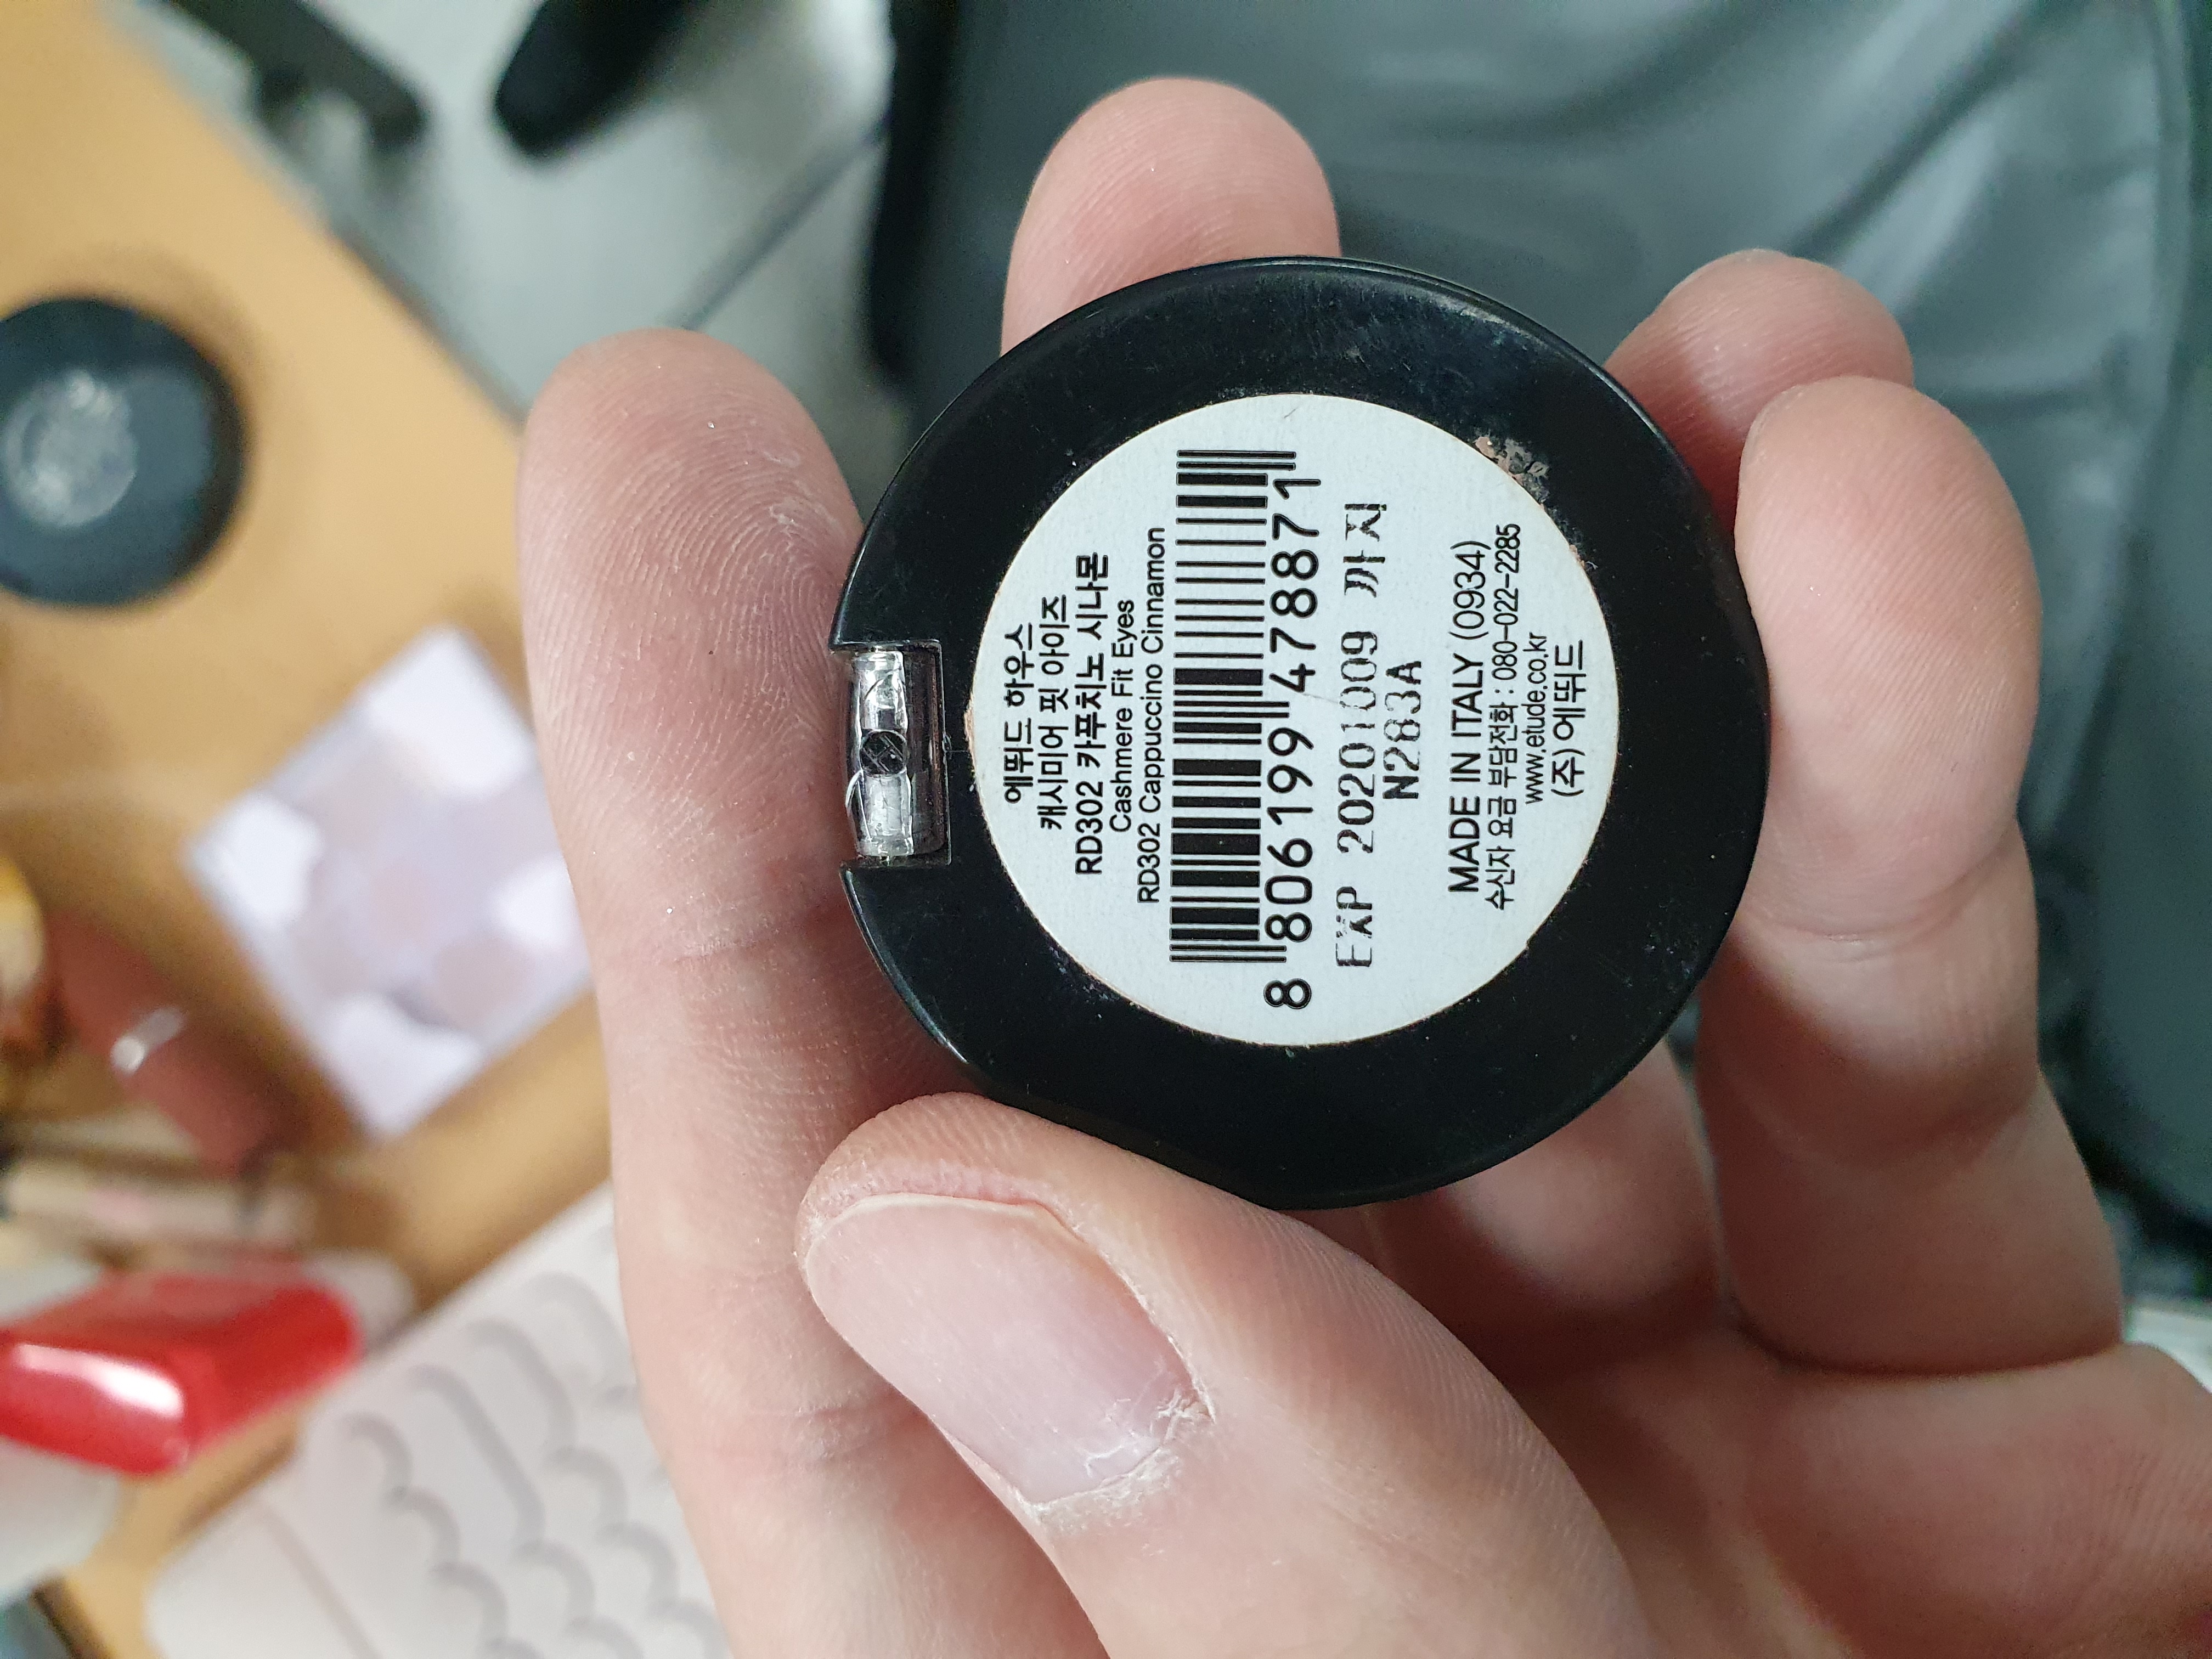 에뛰드 하우스
캐시미어 핏 아이즈
RD302 카푸치노 시나몬
Cashmere Fit Eyes
RD302 Cappuccino Cinnamon
8 806199 478871
EXP 20201009 까지
N283A
MADE IN ITALY (0934)
수신자 요금 부담전화 : 080-022-2285
www.etude.co.kr
(주)에뛰드